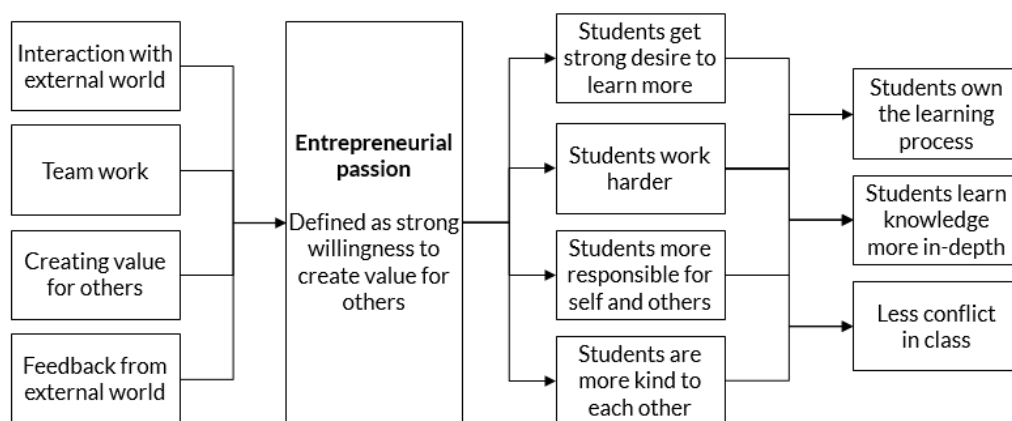 Interaction with
external world
Team work
Creating value
for others
Feedback from
external world
Entrepreneurial
passion
Defined as strong
willingness to
create value for
others
Students get
strong desire to
learn more
Students work
harder
Students more
responsible for
self and others
Students are
more kind to
each other
Students own
the learning
process
Students learn
knowledge
more in-depth
Less conflict
in class